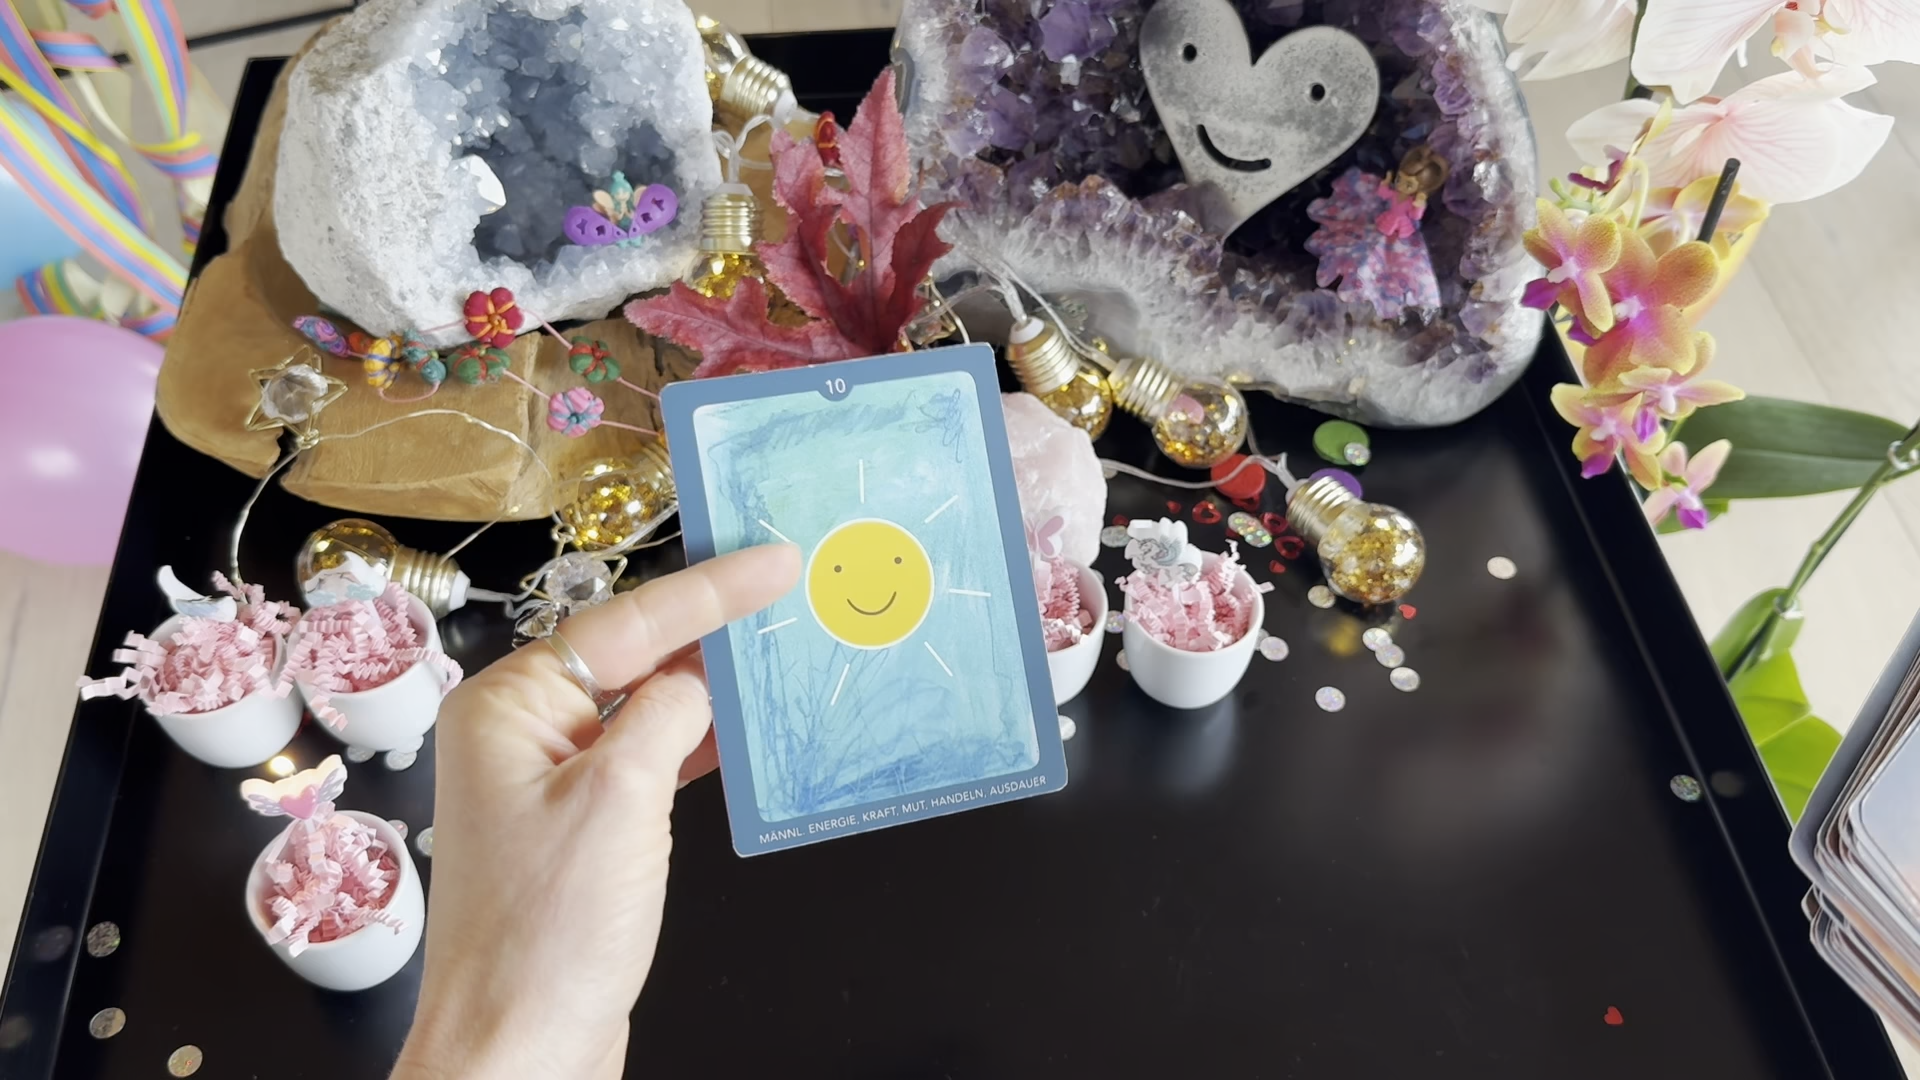 10
MÄNNL. ENERGIE, KRAFT, MUT, HANDELN, AUSDAUER